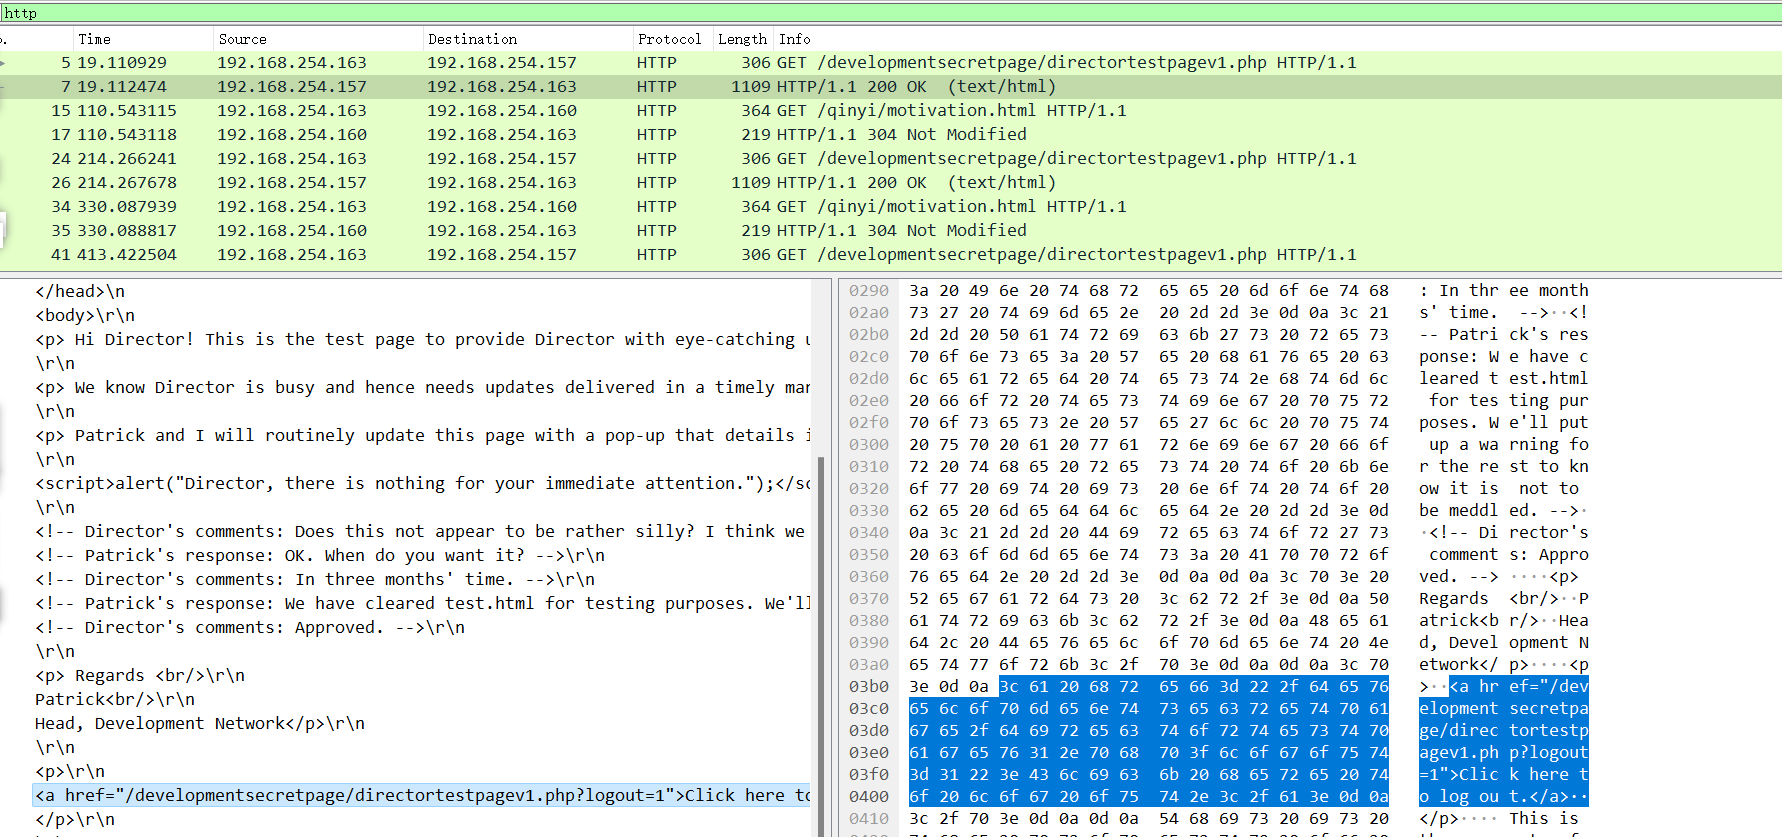 http
Time Source Destination Protocol Length Info
5 19.110929 192.168.254.163 192.168.254.157 HTTP 306 GET /developmentsecretpage/directortestpagev1.php HTTP/1.1
7 19.112474 192.168.254.157 192.168.254.163 HTTP 1109 HTTP/1.1 200 OK (text/html)
15 110.543115 192.168.254.163 192.168.254.160 HTTP 364 GET /qinyi/motivation.html HTTP/1.1
17 110.543118 192.168.254.160 192.168.254.163 HTTP 219 HTTP/1.1 304 Not Modified
24 214.266241 192.168.254.163 192.168.254.157 HTTP 306 GET /developmentsecretpage/directortestpagev1.php HTTP/1.1
26 214.267678 192.168.254.157 192.168.254.163 HTTP 1109 HTTP/1.1 200 OK (text/html)
34 330.087939 192.168.254.163 192.168.254.160 HTTP 364 GET /qinyi/motivation.html HTTP/1.1
35 330.088817 192.168.254.160 192.168.254.163 HTTP 219 HTTP/1.1 304 Not Modified
41 413.422504 192.168.254.163 192.168.254.157 HTTP 306 GET /developmentsecretpage/directortestpagev1.php HTTP/1.1
</head>\n
<body>\r\n
<p> Hi Director! This is the test page to provide Director with eye-catching
\r\n
<p> We know Director is busy and hence needs updates delivered in a timely
\r\n
<p> Patrick and I will routinely update this page with a pop-up that details
\r\n
<script>alert("Director, there is nothing for your immediate attention.");</sc
\r\n
<!-- Director's comments: Does this not appear to be rather silly? I think we
<!-- Patrick's response: OK. When do you want it? -->\r\n
<!-- Director's comments: In three months' time. -->\r\n
<!-- Patrick's response: We have cleared test.html for testing purposes. We'll
<!-- Director's comments: Approved. -->\r\n
\r\n
<p> Regards <br/>\r\n
Patrick<br/>\r\n
Head, Development Network</p>\r\n
\r\n
<p>\r\n
<a href="/developmentsecretpage/directortestpagev1.php?logout=1">Click here to
</p>\r\n
0290 3a 20 49 6e 20 74 68 72 65 65 20 6d 6f 6e 74 68 : In thr ee month
02a0 73 27 20 74 69 6d 65 2e 20 2d 2d 3e 0d 0a 3c 21 s' time. -->··<!
02b0 2d 2d 20 50 61 74 72 69 63 6b 27 73 20 72 65 73 -- Patri ck's res
02c0 70 6f 6e 73 65 3a 20 57 65 20 68 61 76 65 20 63 ponse: W e have c
02d0 6c 65 61 72 65 64 20 74 65 73 74 2e 68 74 6d 6c leared t est.html
02e0 20 66 6f 72 20 74 65 73 74 69 6e 67 20 70 75 72 for tes ting pur
02f0 70 6f 73 65 73 2e 20 57 65 27 6c 6c 20 70 75 74 poses. W e'll put
0300 20 75 70 20 61 20 77 61 72 6e 69 6e 67 20 66 6f up a wa rning fo
0310 72 20 74 68 65 20 72 65 73 74 20 74 6f 20 6b 6e r the re st to kn
0320 6f 77 20 69 74 20 69 73 20 6e 6f 74 20 74 6f 20 ow it is not to
0330 62 65 20 6d 65 64 64 6c 65 64 2e 20 2d 2d 3e 0d be meddl ed. -->·
0340 0a 3c 21 2d 2d 20 44 69 72 65 63 74 6f 72 27 73 ·<!-- Di rector's
0350 20 63 6f 6d 6d 65 6e 74 73 3a 20 41 70 70 72 6f comment s: Appro
0360 76 65 64 2e 20 2d 2d 3e 0d 0a 0d 0a 3c 70 3e 20 ved. --> ····<p>
0370 52 65 67 61 72 64 73 20 3c 62 72 2f 3e 0d 0a 50 Regards <br/>··P
0380 61 74 72 69 63 6b 3c 62 72 2f 3e 0d 0a 48 65 61 atrick<b r/>··Hea
0390 64 2c 20 44 65 76 65 6c 6f 70 6d 65 6e 74 20 4e d, Devel opment N
03a0 65 74 77 6f 72 6b 3c 2f 70 3e 0d 0a 0d 0a 3c 70 etwork</ p>····<p
03b0 3e 0d 0a 3c 61 20 68 72 65 66 3d 22 2f 64 65 76 >··<a hr ef="/dev
03c0 65 6c 6f 70 6d 65 6e 74 73 65 63 72 65 74 70 61 elopment secretpa
03d0 67 65 2f 64 69 72 65 63 74 6f 72 74 65 73 74 70 ge/direc tortestp
03e0 61 67 65 76 31 2e 70 68 70 3f 6c 6f 67 6f 75 74 agev1.ph p?logout
03f0 3d 31 22 3e 43 6c 69 63 6b 20 68 65 72 65 20 74 =1">Clic k here t
0400 6f 20 6c 6f 67 20 6f 75 74 2e 3c 2f 61 3e 0d 0a o log ou t.</a>··
0410 3c 2f 70 3e 0d 0a 0d 0a 54 68 69 73 20 69 73 20 </p>···· This is